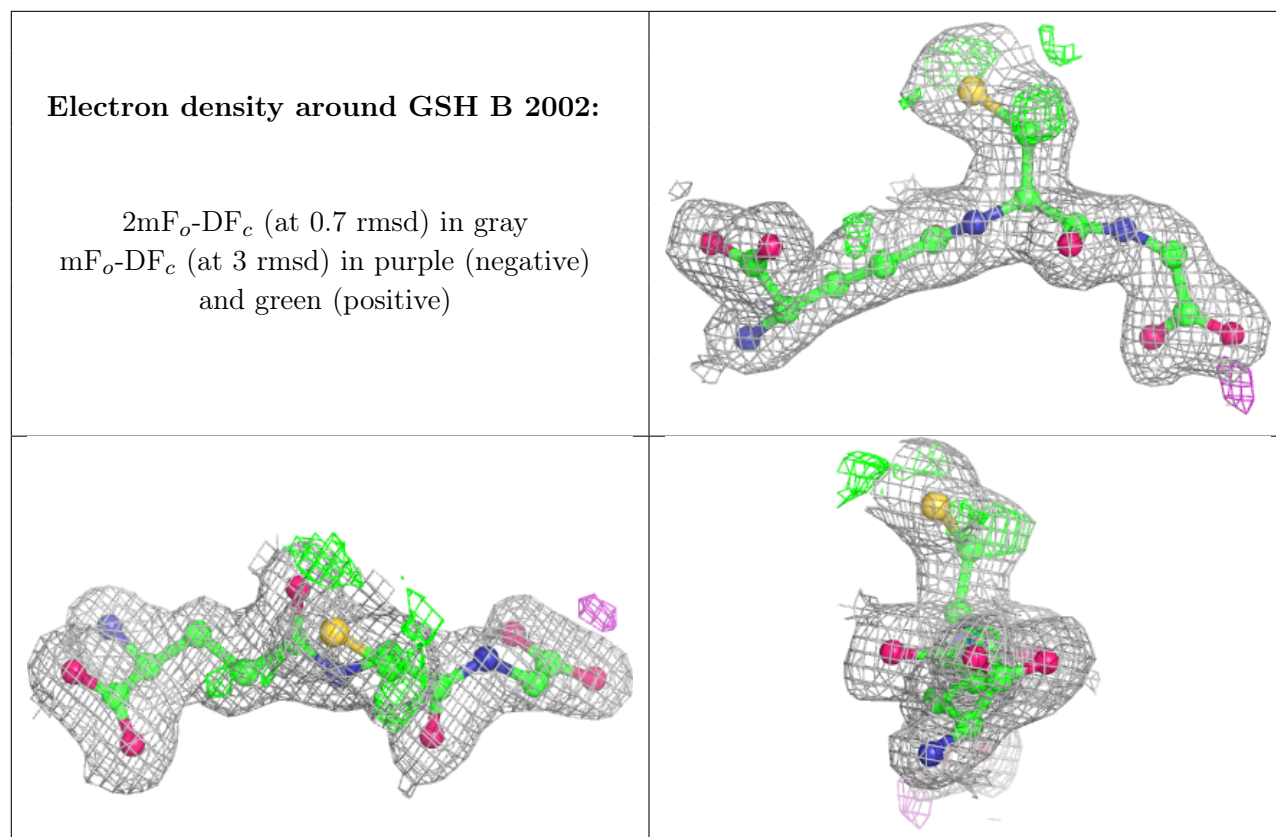 Electron density around GSH B 2002:
2mFo-DFc (at 0.7 rmsd) in gray
mFo-DFc (at 3 rmsd) in purple (negative)
and green (positive)